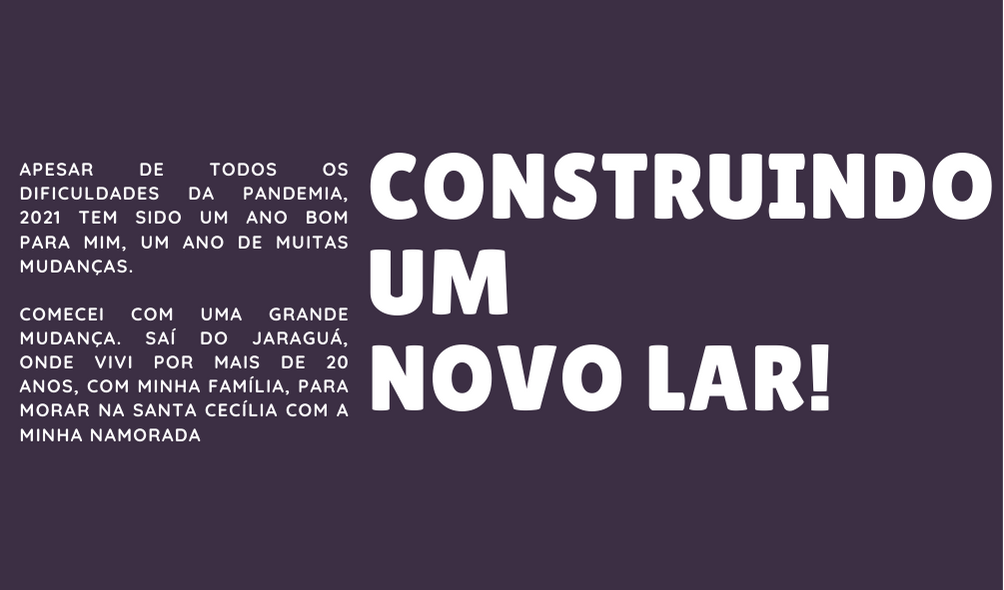 APESAR DE TODOS OS
DIFICULDADES DA PANDEMIA,
2021 TEM SIDO UM ANO BOM
PARA MIM, UM ANO DE MUITAS
MUDANÇAS.
COMECEI COM UMA GRANDE
MUDANÇA. SAÍ DO JARAGUÁ,
ONDE VIVI POR MAIS DE 20
ANOS, COM MINHA FAMÍLIA, PARA
MORAR NA SANTA CECÍLIA COM A
MINHA NAMORADA
CONSTRUINDO
UM
NOVO LAR!